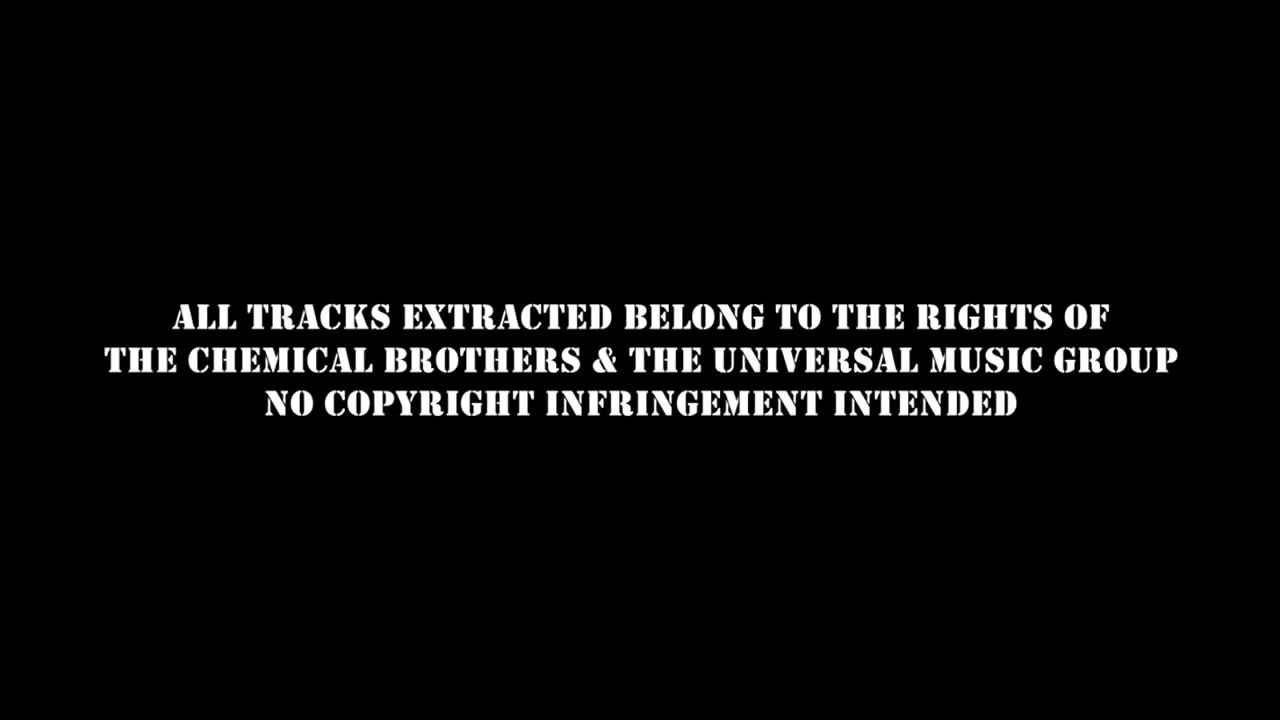 ALL TRACKS EXTRACTED BELONG TO THE RIGHTS OF
THE CHEMICAL BROTHERS & THE UNIVERSAL MUSIC GROUP
NO COPYRIGHT INFRINGEMENT INTENDED